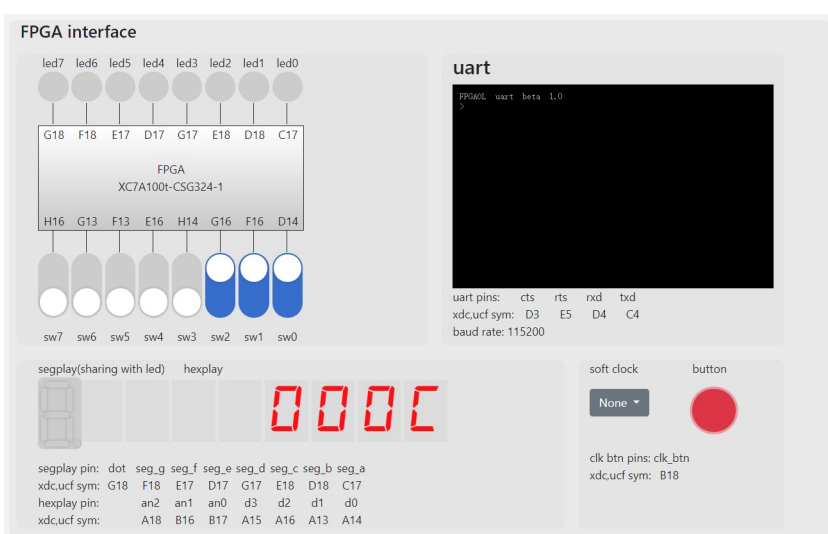 FPGA interface
led7 led6 led5 led4 led3 led2 led1 led0
G18 F18 E17 D17 G17 E18 D18 C17
FPGA
XC7A100t-CSG324-1
H16 G13 F13 E16 H14 G16 F16 D14
sw7 sw6 sw5 sw4 sw3 sw2 sw1 sw0
uart
FPGAOL uart beta 1.0
>
uart pins: cts rts rxd txd
xdc,ucf sym: D3 E5 D4 C4
baud rate: 115200
segplay(sharing with led) hexplay
000C
segplay pin: dot seg_g seg_f seg_e seg_d seg_c seg_b seg_a
xdc,ucf sym: G18 F18 E17 D17 G17 E18 D18 C17
hexplay pin: an2 an1 an0 d3 d2 d1 d0
xdc,ucf sym: A18 B16 B17 A15 A16 A13 A14
soft clock button
None
clk btn pins: clk_btn
xdc,ucf sym: B18